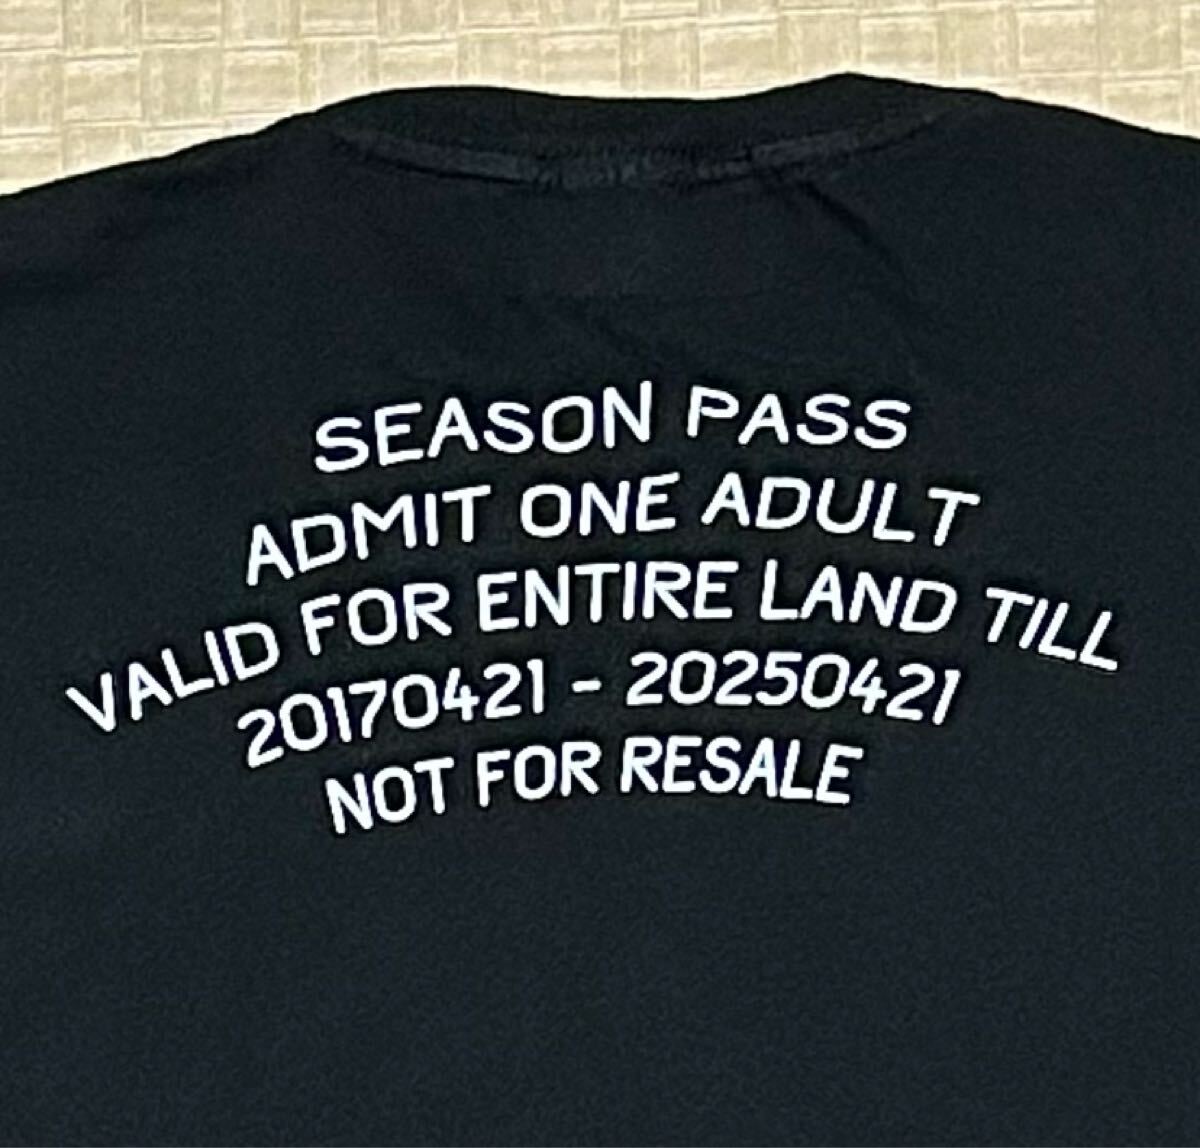 SEASON PASS
ADMIT ONE ADULT
VALID FOR ENTIRE LAND TILL
20170421 - 20250421
NOT FOR RESALE